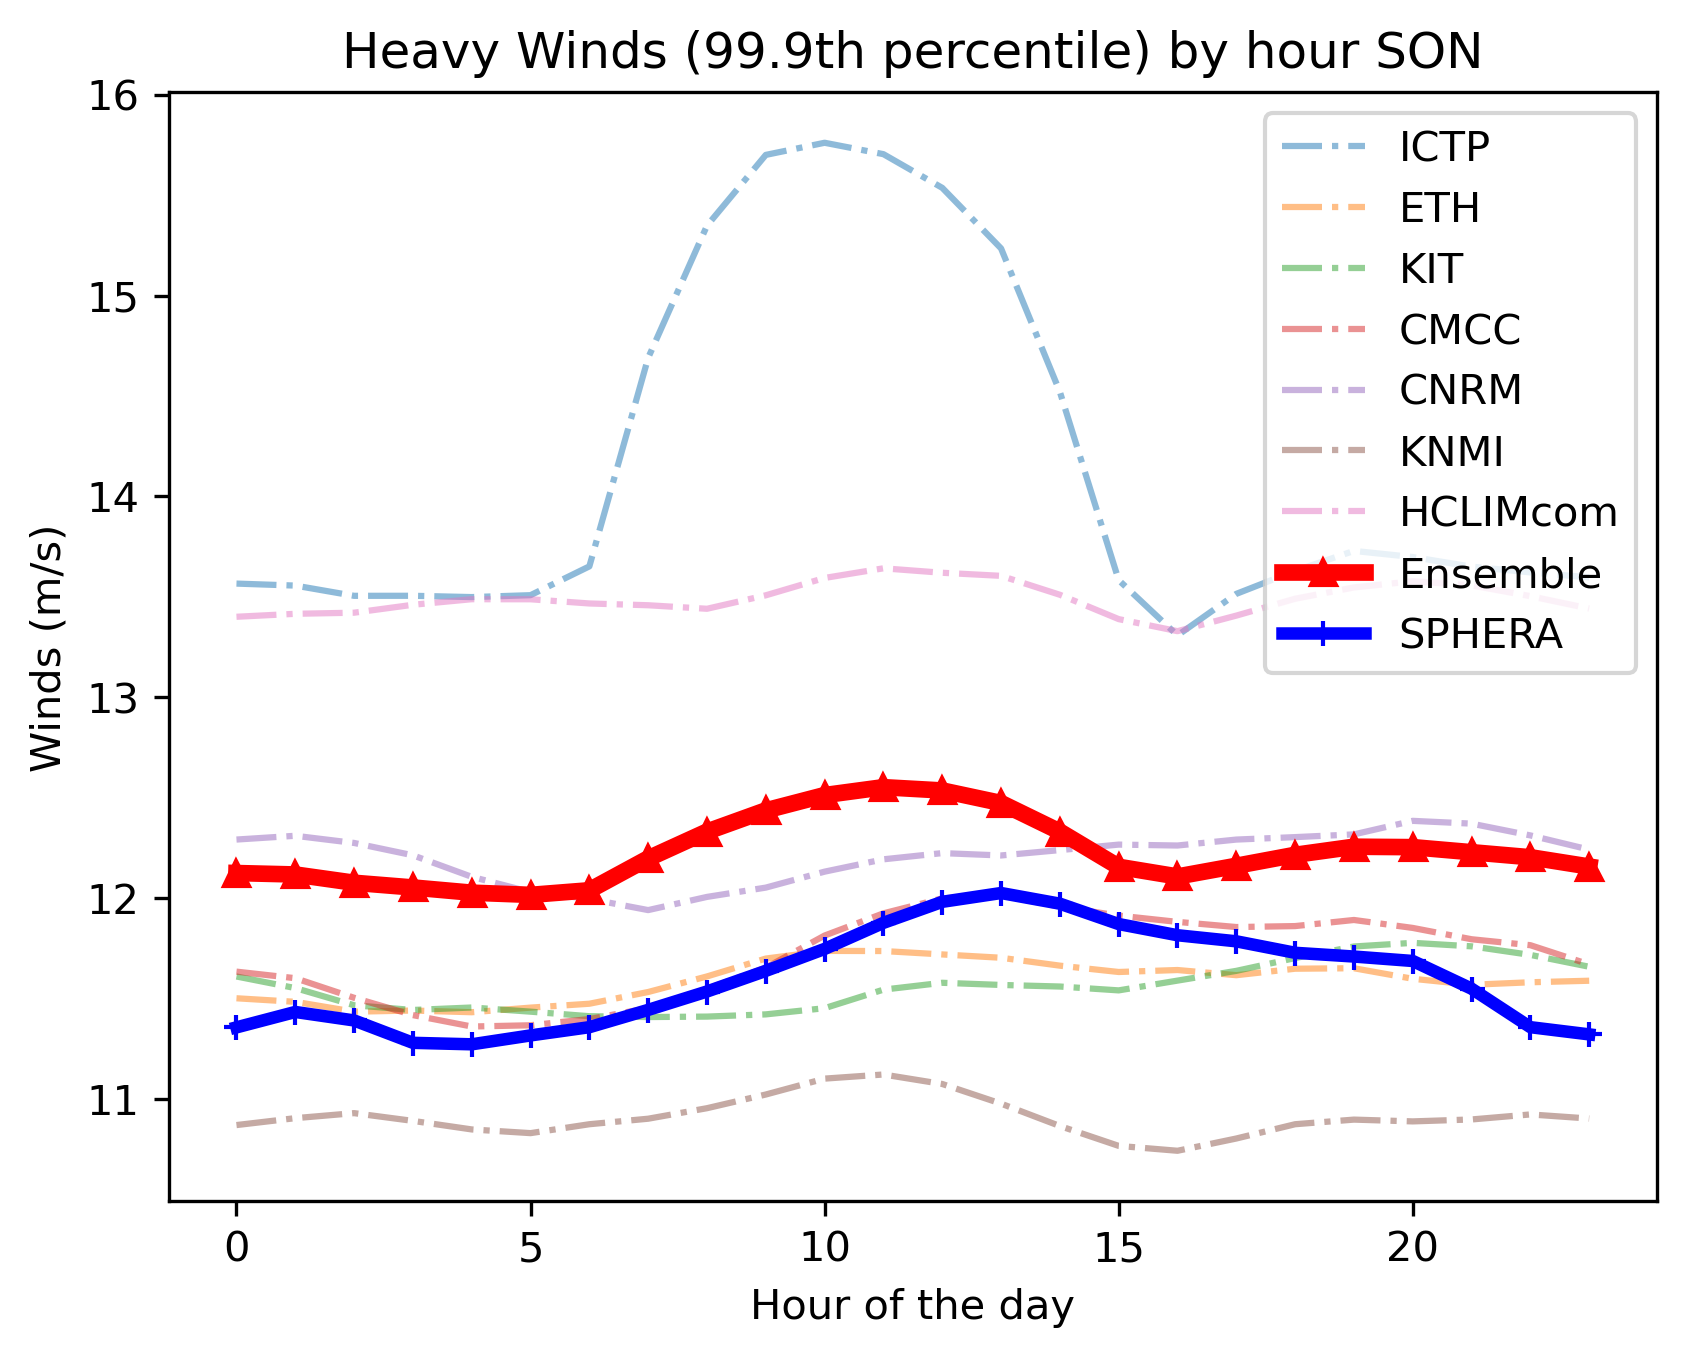 Heavy Winds (99.9th percentile) by hour SON
16
15
14
13
12
11
Winds (m/s)
0 5 10 15 20
Hour of the day
ICTP
ETH
KIT
CMCC
CNRM
KNMI
HCLIMcom
Ensemble
SPHERA